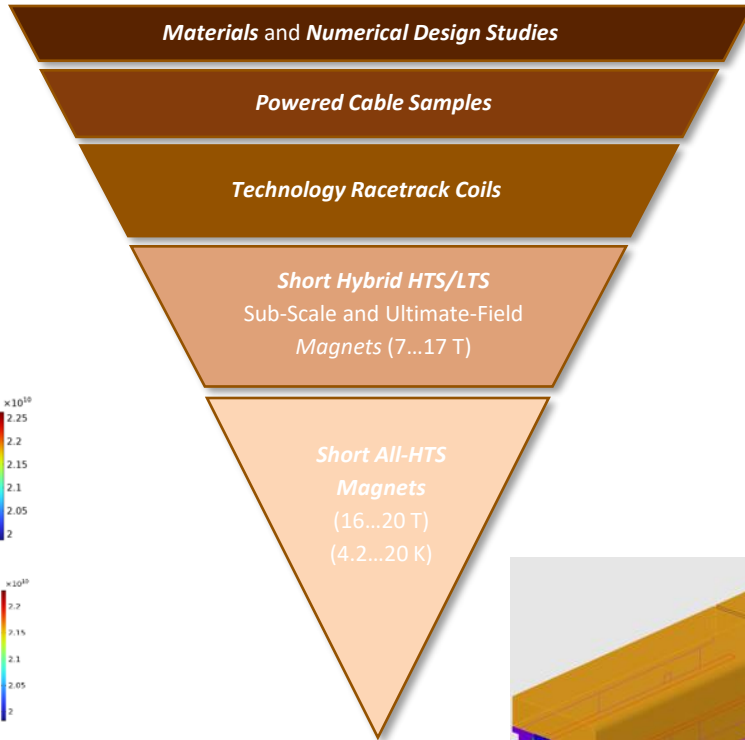 Materials and Numerical Design Studies
Powered Cable Samples
Technology Racetrack Coils
Short Hybrid HTS/LTS
Sub-Scale and Ultimate-Field
Magnets (7...17 T)
Short All-HTS
Magnets
(16...20 T)
(4.2...20 K)
×10¹⁰
2.25
2.2
2.15
2.1
2.05
2
×10¹⁰
2.2
2.15
2.1
2.05
2